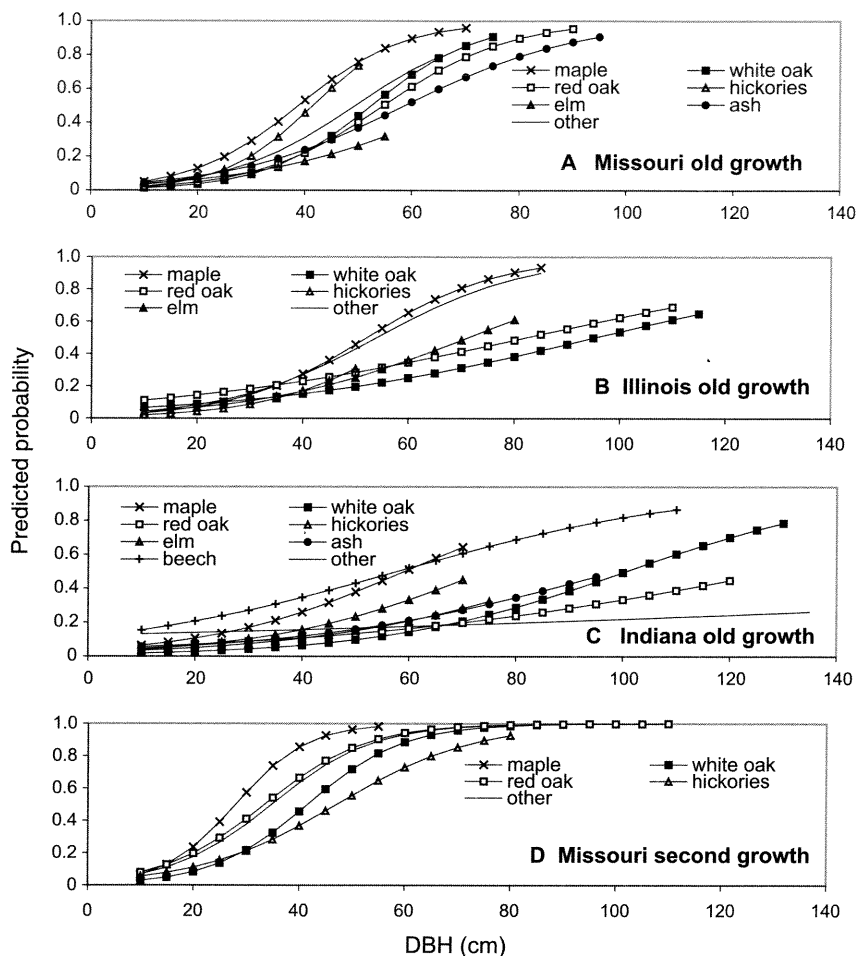 Predicted probability
1.0
0.8
0.6
0.4
0.2
0
maple
white oak
red oak
hickories
elm
ash
other
A Missouri old growth
0 20 40 60 80 100 120 140
1.0
0.8
0.6
0.4
0.2
0
maple
white oak
red oak
hickories
elm
other
B Illinois old growth
0 20 40 60 80 100 120 140
1.0
0.8
0.6
0.4
0.2
0
maple
white oak
red oak
hickories
elm
ash
beech
other
C Indiana old growth
0 20 40 60 80 100 120 140
1.0
0.8
0.6
0.4
0.2
0
maple
white oak
red oak
hickories
other
D Missouri second growth
0 20 40 60 80 100 120 140
DBH (cm)